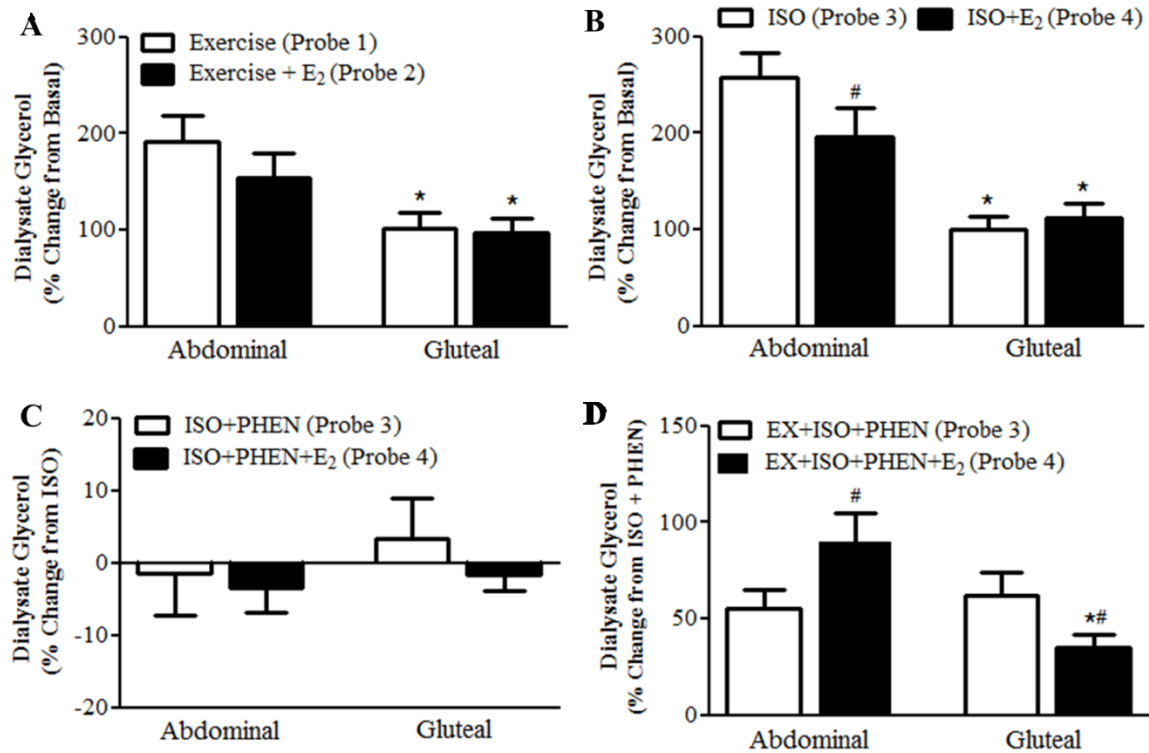 A
Exercise (Probe 1)
Exercise + E₂ (Probe 2)
Dialysate Glycerol
(% Change from Basal)
300
200
100
0
*
*
Abdominal
Gluteal
B
ISO (Probe 3)
ISO+E₂ (Probe 4)
Dialysate Glycerol
(% Change from Basal)
300
200
100
0
#
*
*
Abdominal
Gluteal
C
ISO+PHEN (Probe 3)
ISO+PHEN+E₂ (Probe 4)
Dialysate Glycerol
(% Change from ISO)
20
10
0
-10
-20
Abdominal
Gluteal
D
EX+ISO+PHEN (Probe 3)
EX+ISO+PHEN+E₂ (Probe 4)
Dialysate Glycerol
(% Change from ISO + PHEN)
150
100
50
0
#
*#
Abdominal
Gluteal